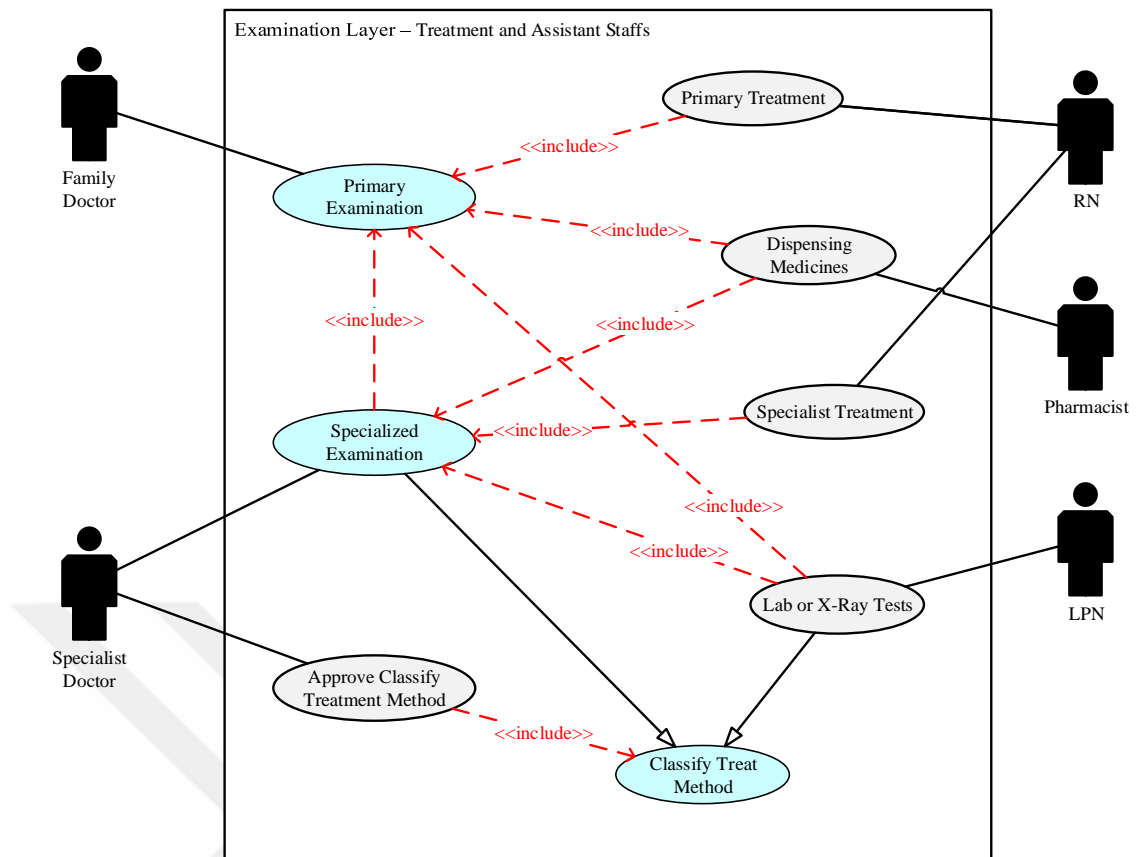 Examination Layer – Treatment and Assistant Staffs
Primary Treatment
<<include>>
Family
Doctor
Primary
Examination
RN
<<include>>
Dispensing
Medicines
<<include>>
<<include>>
Pharmacist
Specialist Treatment
Specialized
Examination
<<include>>
<<include>>
<<include>>
Lab or X-Ray Tests
LPN
Specialist
Doctor
Approve Classify
Treatment Method
<<include>>
Classify Treat
Method